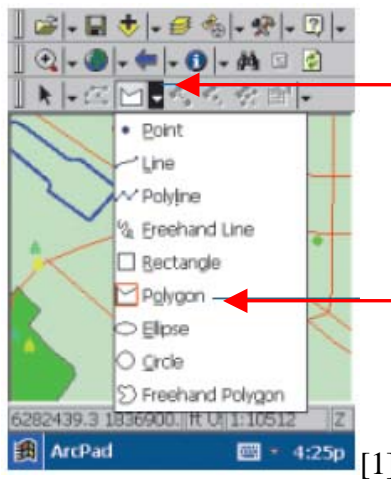 Point
Line
Polyline
Freehand Line
Rectangle
Polygon
Ellipse
Circle
Freehand Polygon
6282439.3 1836900. ft U 1:10512 Z
ArcPad 4:25p [1]